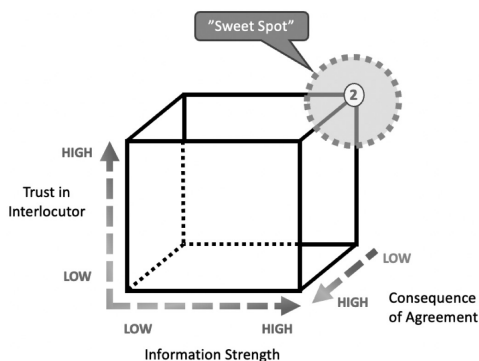 "Sweet Spot"
2
HIGH
Trust in
Interlocutor
LOW
LOW
HIGH
Consequence
of Agreement
LOW
HIGH
Information Strength